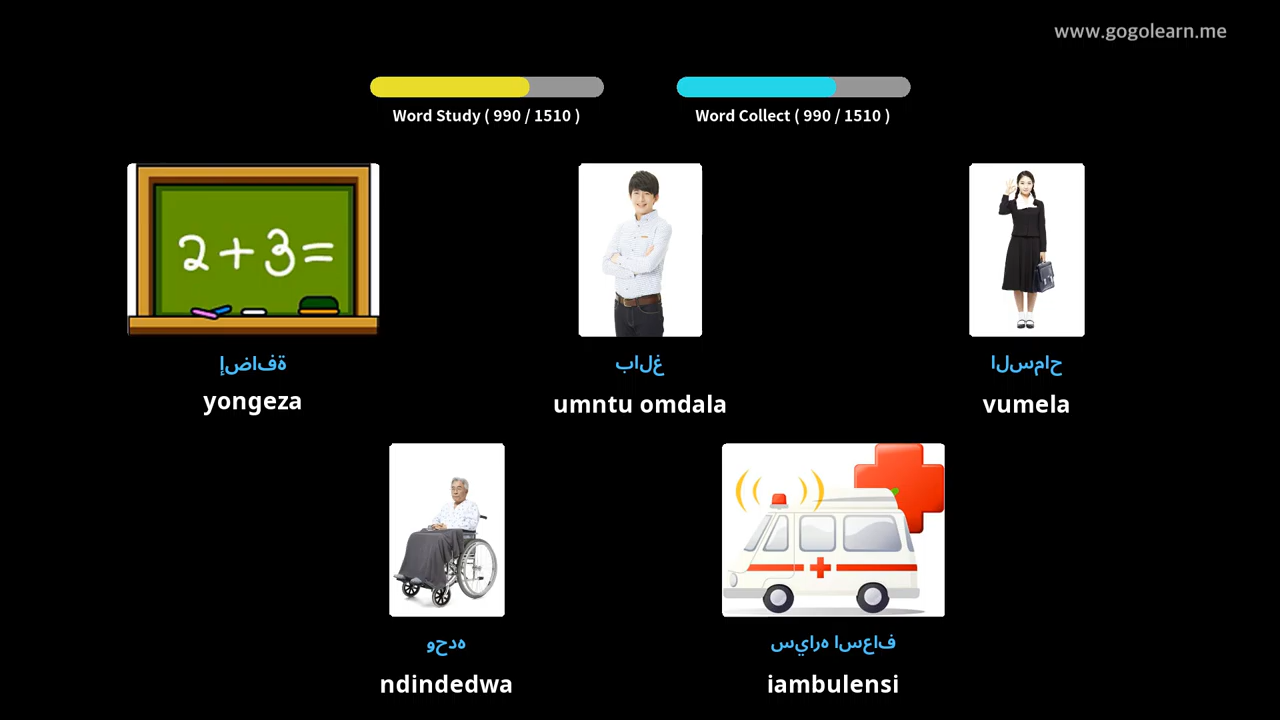 www.gogolearn.me
Word Study ( 990 / 1510 )
Word Collect ( 990 / 1510 )
2+3=
إضافة
yongeza
بالغ
umntu omdala
السماح
vumela
وحده
ndindedwa
سياره اسعاف
iambulensi